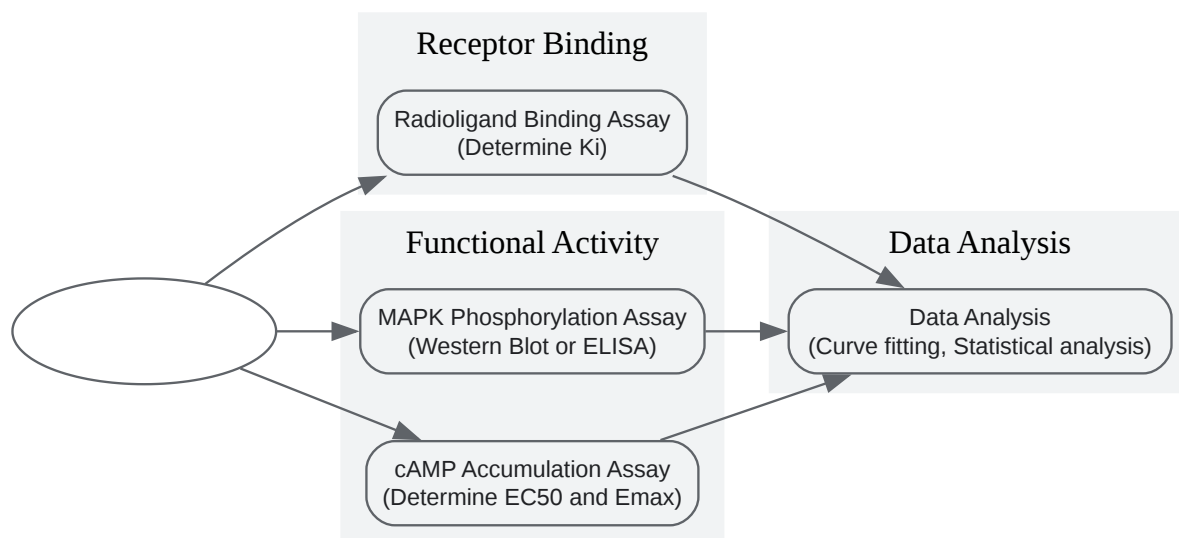 Receptor Binding
Radioligand Binding Assay
(Determine Ki)
Functional Activity
MAPK Phosphorylation Assay
(Western Blot or ELISA)
cAMP Accumulation Assay
(Determine EC50 and Emax)
Data Analysis
Data Analysis
(Curve fitting, Statistical analysis)